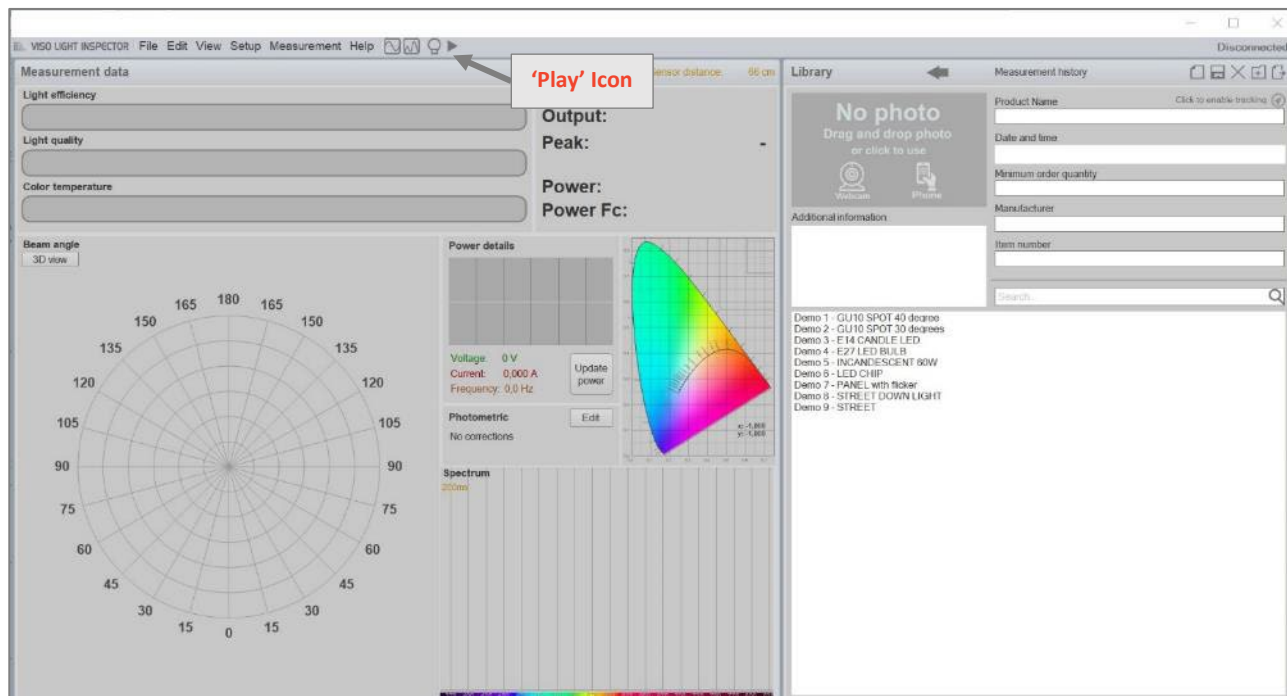 VISO LIGHT INSPECTOR File Edit View Setup Measurement Help
Disconnected
'Play' Icon
Measurement data
Sensor distance: 66 cm
Light efficiency
Light quality
Color temperature
Output:
Peak: -
Power:
Power Fc:
Beam angle
3D view
180
165 165
150 150
135 135
120 120
105 105
90 90
75 75
60 60
45 45
30 30
15 15
0
Power details
Voltage: 0 V
Current: 0,000 A
Frequency: 0,0 Hz
Update
power
Photometric
Edit
No corrections
x: -1,000
y: -1,000
Spectrum
Library
Measurement history
No photo
Drag and drop photo
or click to use
Webcam Phone
Additional information
Product Name
Click to enable tracking
Date and time
Minimum order quantity
Manufacturer
Item number
Search..
Demo 1 - GU10 SPOT 40 degree
Demo 2 - GU10 SPOT 30 degrees
Demo 3 - E14 CANDLE LED
Demo 4 - E27 LED BULB
Demo 5 - INCANDESCENT 60W
Demo 6 - LED CHIP
Demo 7 - PANEL with flicker
Demo 8 - STREET DOWN LIGHT
Demo 9 - STREET